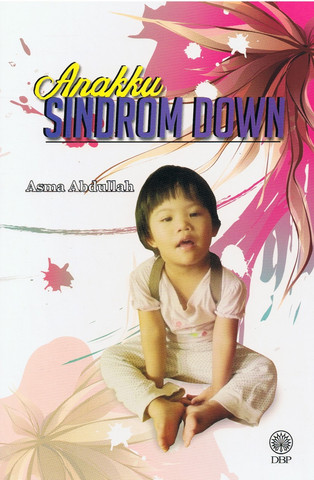 Anakku
SINDROM DOWN
Asma Abdullah
DBP